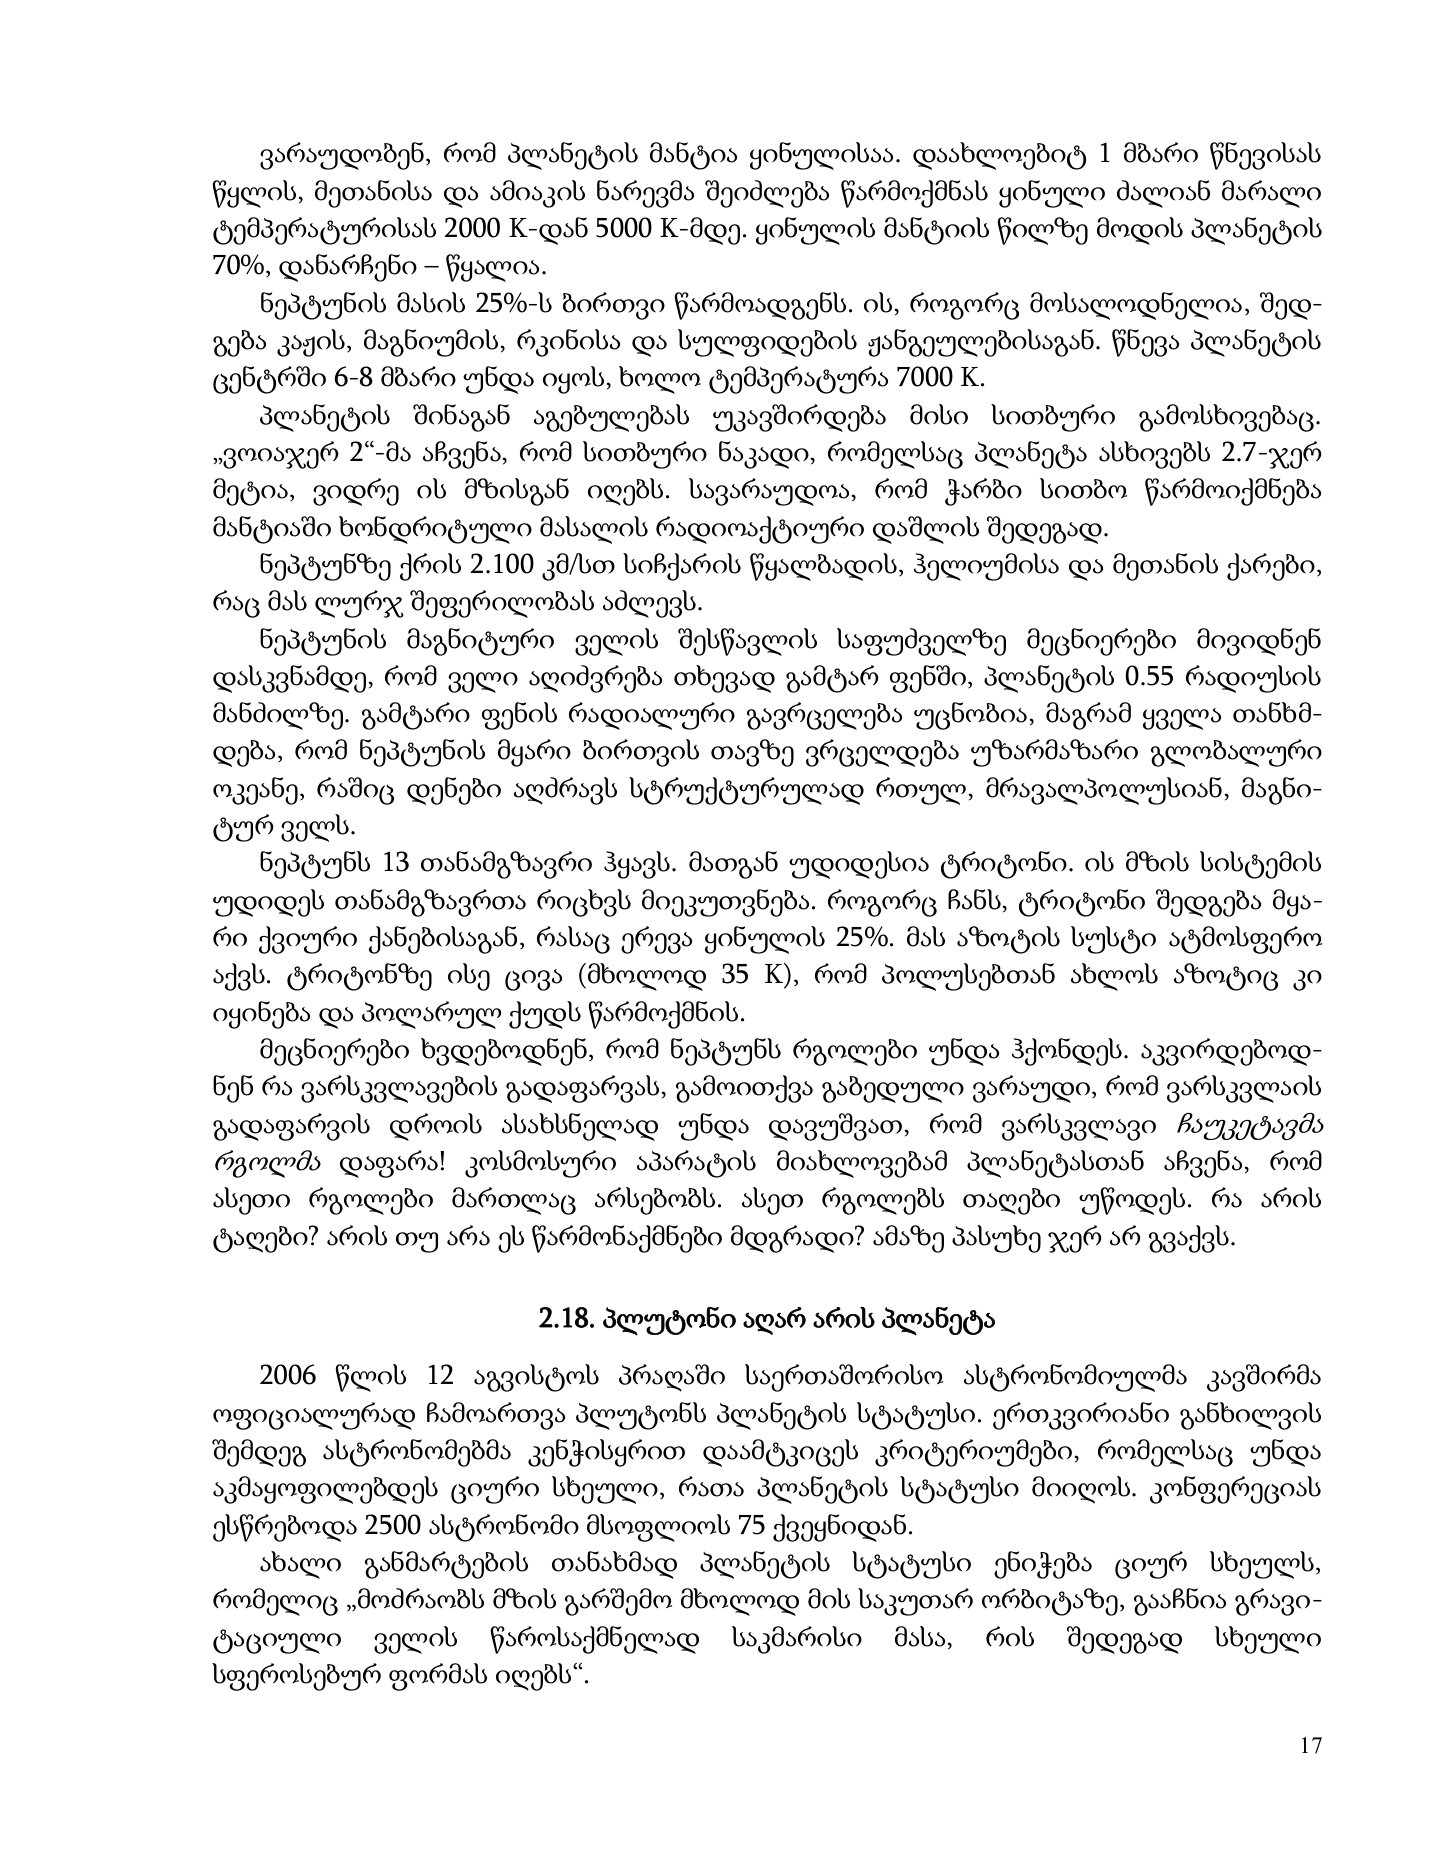 ვარაუდობენ, რომ პლანეტის მანტია ყინულისაა. დაახლოებიტ 1 მბარი წნევისას
წყლის, მეთანისა და ამიაკის ნარევმა შეიძლება წარმოქმნას ყინული ძალიან მარალი
ტემპერატურისას 2000 K-დან 5000 K-მდე. ყინულის მანტიის წილზე მოდის პლანეტის
70%, დანარჩენი – წყალია.
ნეპტუნის მასის 25%-ს ბირთვი წარმოადგენს. ის, როგორც მოსალოდნელია, შედ-
გება კაჟის, მაგნიუმის, რკინისა და სულფიდების ჟანგეულებისაგან. წნევა პლანეტის
ცენტრში 6-8 მბარი უნდა იყოს, ხოლო ტემპერატურა 7000 K.
პლანეტის შინაგან აგებულებას უკავშირდება მისი სითბური გამოსხივებაც.
„ვოიაჯერ 2“-მა აჩვენა, რომ სითბური ნაკადი, რომელსაც პლანეტა ასხივებს 2.7-ჯერ
მეტია, ვიდრე ის მზისგან იღებს. სავარაუდოა, რომ ჭარბი სითბო წარმოიქმნება
მანტიაში ხონდრიტული მასალის რადიოაქტიური დაშლის შედეგად.
ნეპტუნზე ქრის 2.100 კმ/სთ სიჩქარის წყალბადის, ჰელიუმისა და მეთანის ქარები,
რაც მას ლურჯ შეფერილობას აძლევს.
ნეპტუნის მაგნიტური ველის შესწავლის საფუძველზე მეცნიერები მივიდნენ
დასკვნამდე, რომ ველი აღიძვრება თხევად გამტარ ფენში, პლანეტის 0.55 რადიუსის
მანძილზე. გამტარი ფენის რადიალური გავრცელება უცნობია, მაგრამ ყველა თანხმ-
დება, რომ ნეპტუნის მყარი ბირთვის თავზე ვრცელდება უზარმაზარი გლობალური
ოკეანე, რაშიც დენები აღძრავს სტრუქტურულად რთულ, მრავალპოლუსიან, მაგნი-
ტურ ველს.
ნეპტუნს 13 თანამგზავრი ჰყავს. მათგან უდიდესია ტრიტონი. ის მზის სისტემის
უდიდეს თანამგზავრთა რიცხვს მიეკუთვნება. როგორც ჩანს, ტრიტონი შედგება მყა-
რი ქვიური ქანებისაგან, რასაც ერევა ყინულის 25%. მას აზოტის სუსტი ატმოსფერო
აქვს. ტრიტონზე ისე ცივა (მხოლოდ 35 K), რომ პოლუსებთან ახლოს აზოტიც კი
იყინება და პოლარულ ქუდს წარმოქმნის.
მეცნიერები ხვდებოდნენ, რომ ნეპტუნს რგოლები უნდა ჰქონდეს. აკვირდებოდ-
ნენ რა ვარსკვლავების გადაფარვას, გამოითქვა გაბედული ვარაუდი, რომ ვარსკვლაის
გადაფარვის დროის ასახსნელად უნდა დავუშვათ, რომ ვარსკვლავი ჩაუკეტავმა
რგოლმა დაფარა! კოსმოსური აპარატის მიახლოვებამ პლანეტასთან აჩვენა, რომ
ასეთი რგოლები მართლაც არსებობს. ასეთ რგოლებს თაღები უწოდეს. რა არის
ტაღები? არის თუ არა ეს წარმონაქმნები მდგრადი? ამაზე პასუხე ჯერ არ გვაქვს.
2.18. პლუტონი აღარ არის პლანეტა
2006 წლის 12 აგვისტოს პრაღაში საერთაშორისო ასტრონომიულმა კავშირმა
ოფიციალურად ჩამოართვა პლუტონს პლანეტის სტატუსი. ერთკვირიანი განხილვის
შემდეგ ასტრონომებმა კენჭისყრით დაამტკიცეს კრიტერიუმები, რომელსაც უნდა
აკმაყოფილებდეს ციური სხეული, რათა პლანეტის სტატუსი მიიღოს. კონფერეციას
ესწრებოდა 2500 ასტრონომი მსოფლიოს 75 ქვეყნიდან.
ახალი განმარტების თანახმად პლანეტის სტატუსი ენიჭება ციურ სხეულს,
რომელიც „მოძრაობს მზის გარშემო მხოლოდ მის საკუთარ ორბიტაზე, გააჩნია გრავი-
ტაციული ველის წაროსაქმნელად საკმარისი მასა, რის შედეგად სხეული
სფეროსებურ ფორმას იღებს“.
17